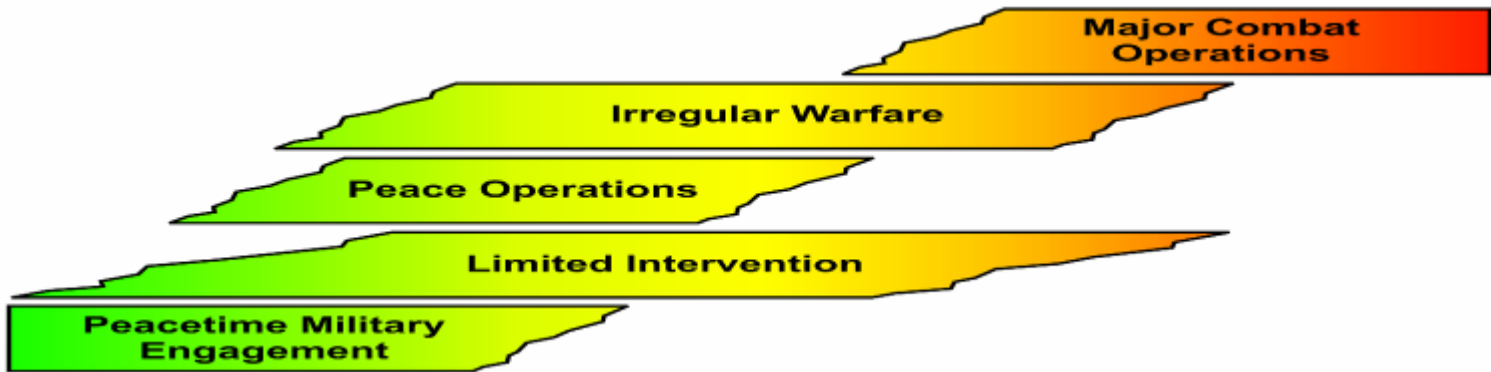 Major Combat
Operations
Irregular Warfare
Peace Operations
Limited Intervention
Peacetime Military
Engagement